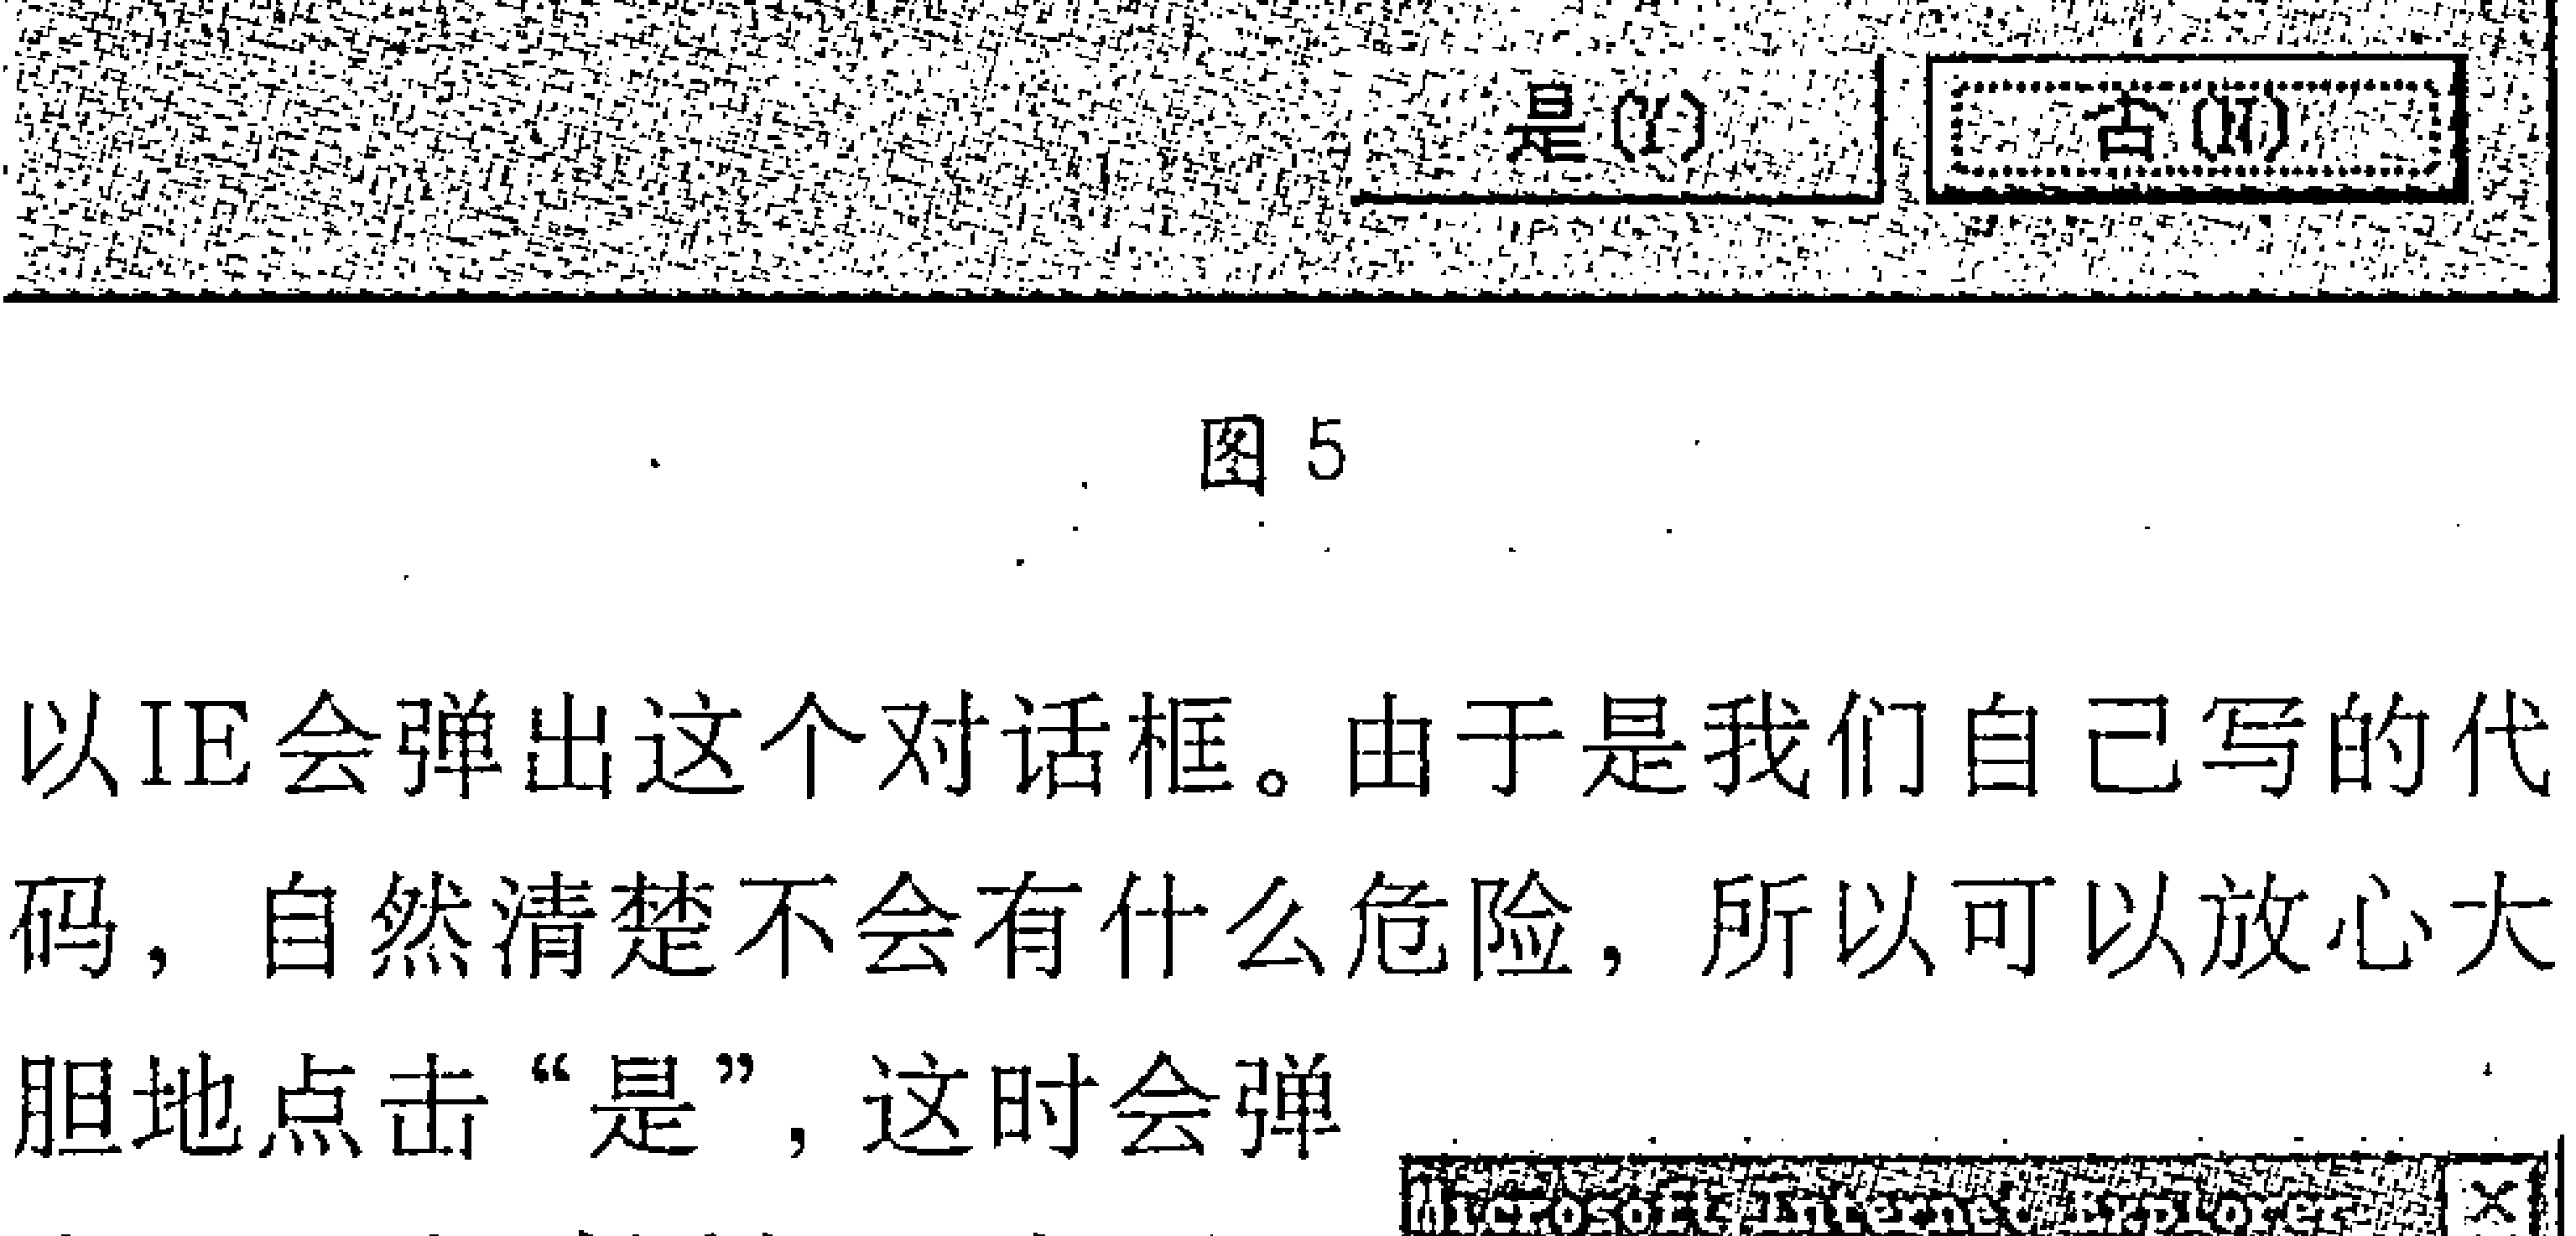 是(Y) 否(N)
图 5
以IE会弹出这个对话框。由于是我们自己写的代
码，自然清楚不会有什么危险，所以可以放心大
胆地点击“是”，这时会弹
Microsoft Internet Explorer